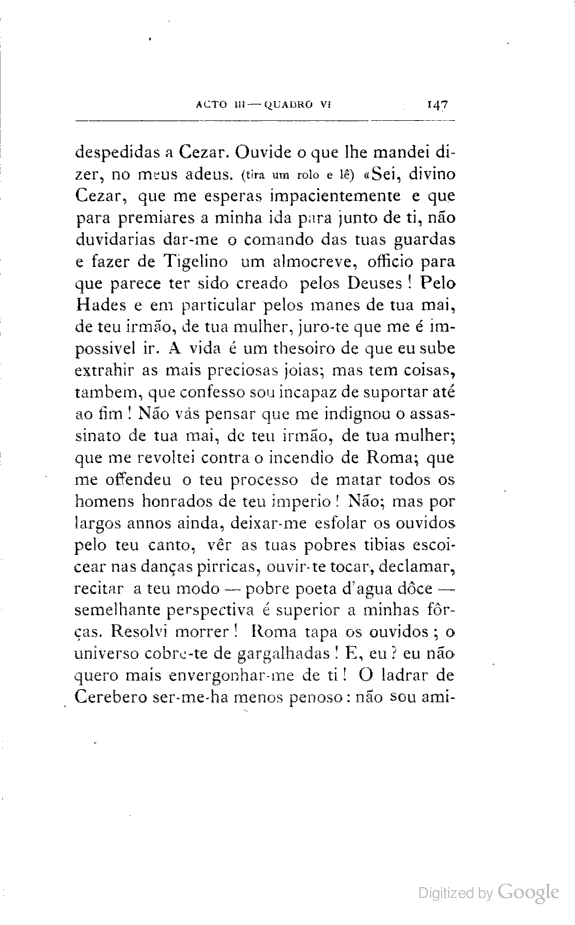 ACTO III — QUADRO VI 147
despedidas a Cezar. Ouvide o que lhe mandei di-
zer, no meus adeus. (tira um rolo e lê) «Sei, divino
Cezar, que me esperas impacientemente e que
para premiares a minha ida para junto de ti, não
duvidarias dar-me o comando das tuas guardas
e fazer de Tigelino um almocreve, officio para
que parece ter sido creado pelos Deuses! Pelo
Hades e em particular pelos manes de tua mai,
de teu irmão, de tua mulher, juro-te que me é im-
possivel ir. A vida é um thesoiro de que eu sube
extrahir as mais preciosas joias; mas tem coisas,
tambem, que confesso sou incapaz de suportar até
ao fim! Não vás pensar que me indignou o assas-
sinato de tua mai, de teu irmão, de tua mulher;
que me revoltei contra o incendio de Roma; que
me offendeu o teu processo de matar todos os
homens honrados de teu imperio! Não; mas por
largos annos ainda, deixar-me esfolar os ouvidos
pelo teu canto, vêr as tuas pobres tibias escoi-
cear nas danças pirricas, ouvir-te tocar, declamar,
recitar a teu modo — pobre poeta d'agua dôce —
semelhante perspectiva é superior a minhas fôr-
ças. Resolvi morrer! Roma tapa os ouvidos; o
universo cobre-te de gargalhadas! E, eu? eu não
quero mais envergonhar-me de ti! O ladrar de
Cerebero ser-me-ha menos penoso: não sou ami-
Digitized by Google